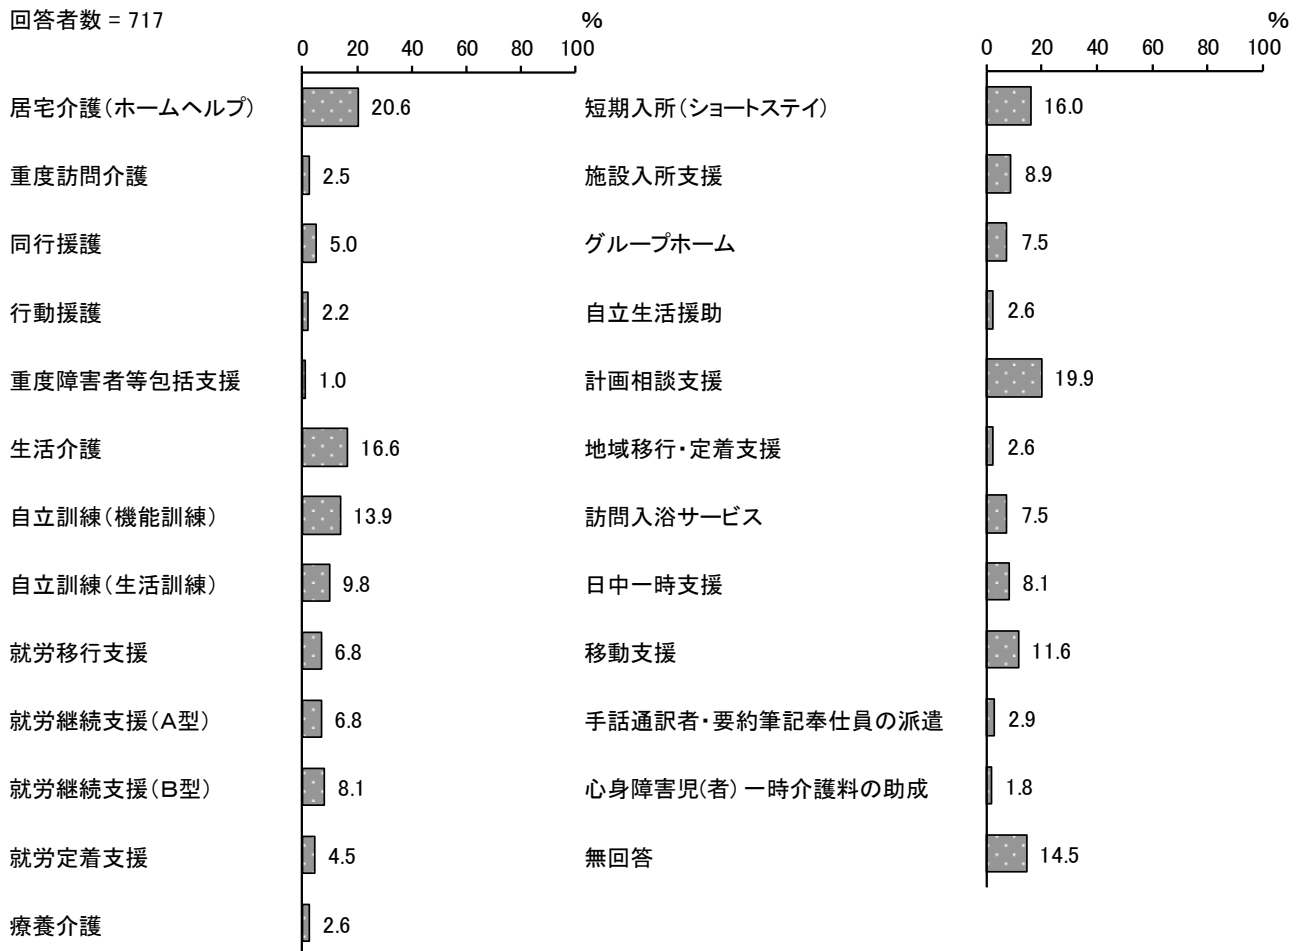 回答者数 = 717
%
0 20 40 60 80 100
居宅介護(ホームヘルプ) 20.6
重度訪問介護 2.5
同行援護 5.0
行動援護 2.2
重度障害者等包括支援 1.0
生活介護 16.6
自立訓練(機能訓練) 13.9
自立訓練(生活訓練) 9.8
就労移行支援 6.8
就労継続支援(A型) 6.8
就労継続支援(B型) 8.1
就労定着支援 4.5
療養介護 2.6
%
0 20 40 60 80 100
短期入所(ショートステイ) 16.0
施設入所支援 8.9
グループホーム 7.5
自立生活援助 2.6
計画相談支援 19.9
地域移行・定着支援 2.6
訪問入浴サービス 7.5
日中一時支援 8.1
移動支援 11.6
手話通訳者・要約筆記奉仕員の派遣 2.9
心身障害児(者)一時介護料の助成 1.8
無回答 14.5